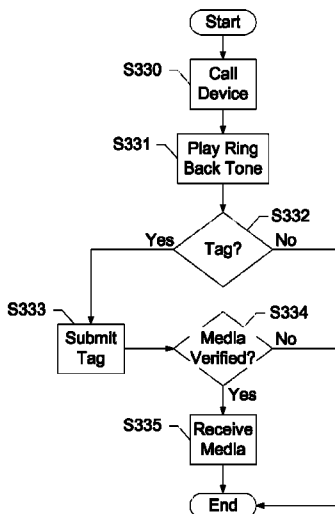 Start
S330
Call
Device
S331
Play Ring
Back Tone
S332
Yes
Tag?
No
S333
Submit
Tag
S334
Media
Verified?
No
Yes
S335
Receive
Media
End